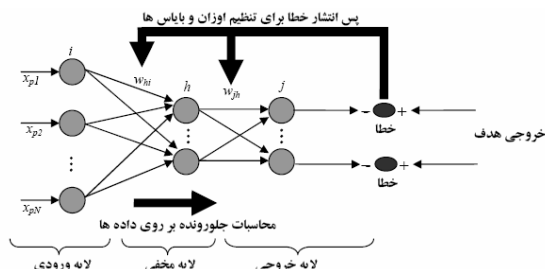 پس انتشار خطا برای تنظیم اوزان و بایاس ها
i
w_hi
w_jh
h
j
x_p1
x_p2
x_pN
- +
خطا
خروجی هدف
- +
خطا
محاسبات جلورونده بر روی داده ها
لایه ورودی
لایه مخفی
لایه خروجی